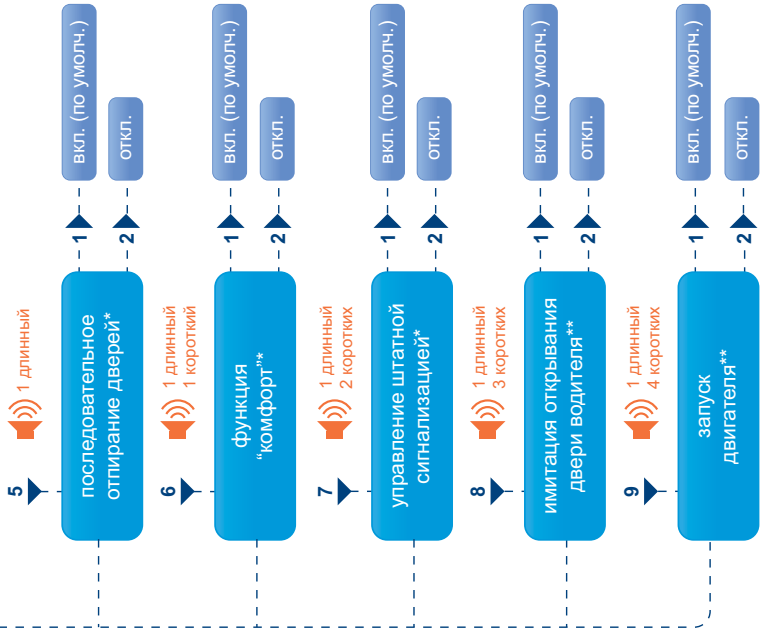 5
1 длинный
последовательное
отпирание дверей*
1
вкл. (по умолч.)
2
откл.
6
1 длинный
1 короткий
функция
“комфорт”*
1
вкл. (по умолч.)
2
откл.
7
1 длинный
2 коротких
управление штатной
сигнализацией*
1
вкл. (по умолч.)
2
откл.
8
1 длинный
3 коротких
имитация открывания
двери водителя**
1
вкл. (по умолч.)
2
откл.
9
1 длинный
4 коротких
запуск
двигателя**
1
вкл. (по умолч.)
2
откл.